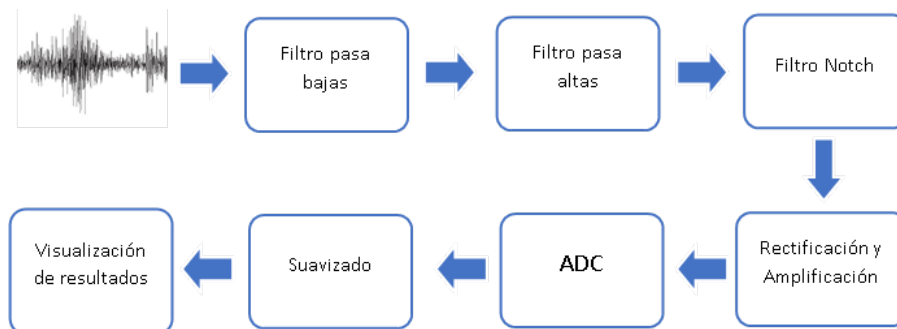 Filtro pasa
bajas
Filtro pasa
altas
Filtro Notch
Rectificación y
Amplificación
ADC
Suavizado
Visualización
de resultados